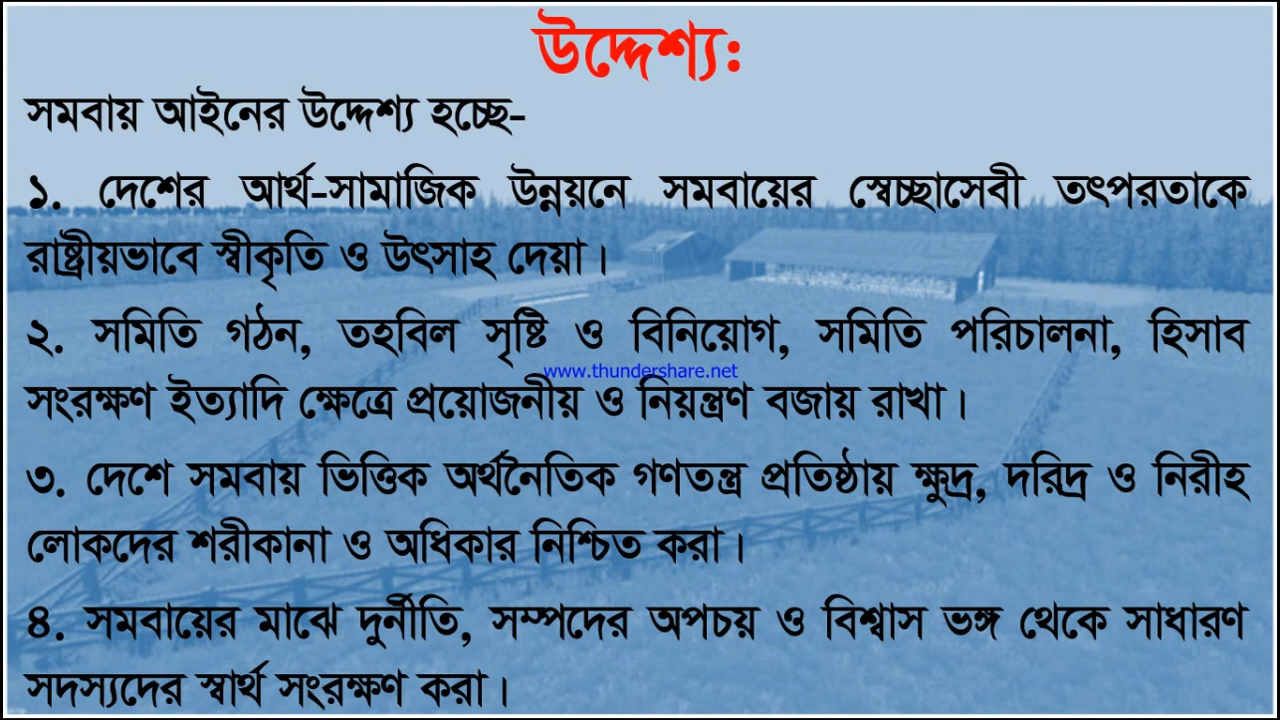 উদ্দেশ্য:
সমবায় আইনের উদ্দেশ্য হচ্ছে-
১. দেশের আর্থ-সামাজিক উন্নয়নে সমবায়ের স্বেচ্ছাসেবী তৎপরতাকে
রাষ্ট্রীয়ভাবে স্বীকৃতি ও উৎসাহ দেয়া।
২. সমিতি গঠন, তহবিল সৃষ্টি ও বিনিয়োগ, সমিতি পরিচালনা, হিসাব
www.thundershare.net
সংরক্ষণ ইত্যাদি ক্ষেত্রে প্রয়োজনীয় ও নিয়ন্ত্রণ বজায় রাখা।
৩. দেশে সমবায় ভিত্তিক অর্থনৈতিক গণতন্ত্র প্রতিষ্ঠায় ক্ষুদ্র, দরিদ্র ও নিরীহ
লোকদের শরীকানা ও অধিকার নিশ্চিত করা।
৪. সমবায়ের মাঝে দুর্নীতি, সম্পদের অপচয় ও বিশ্বাস ভঙ্গ থেকে সাধারণ
সদস্যদের স্বার্থ সংরক্ষণ করা।